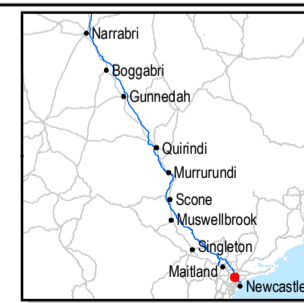 Narrabri
Boggabri
Gunnedah
Quirindi
Murrurundi
Scone
Muswellbrook
Singleton
Maitland
Newcastle